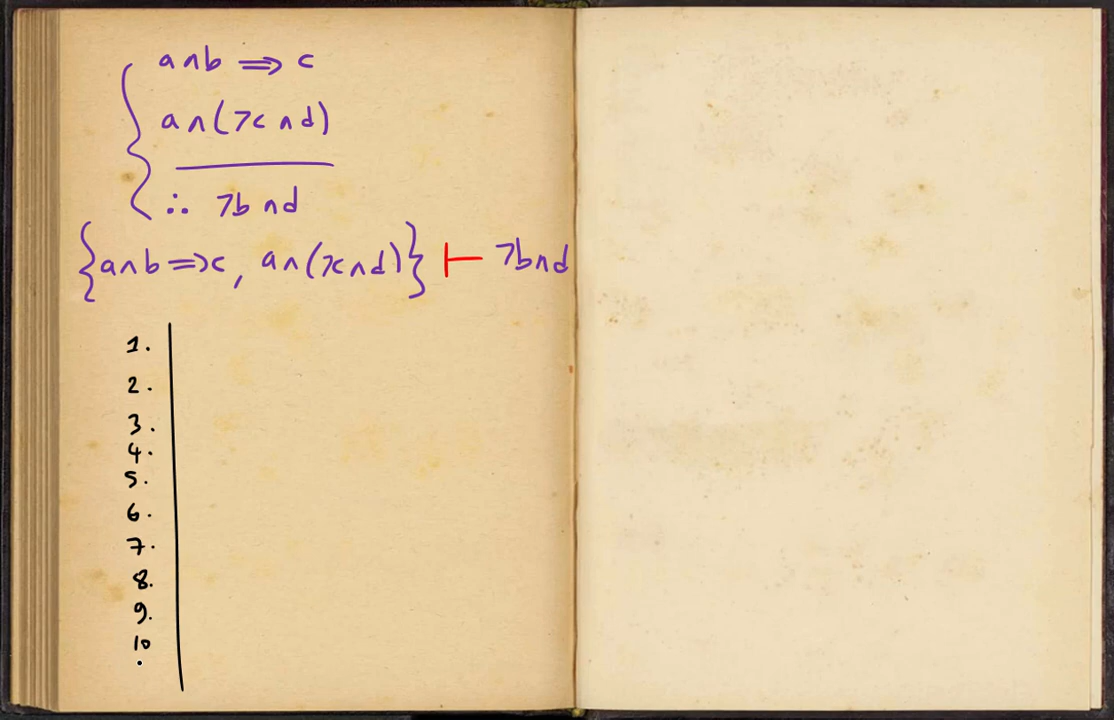 a∧b ⟹ c
a∧(¬c∧d)
∴ ¬b∧d
{a∧b⟹c, a∧(¬c∧d)} ⊢ ¬b∧d
1.
2.
3.
4.
5.
6.
7.
8.
9.
10.